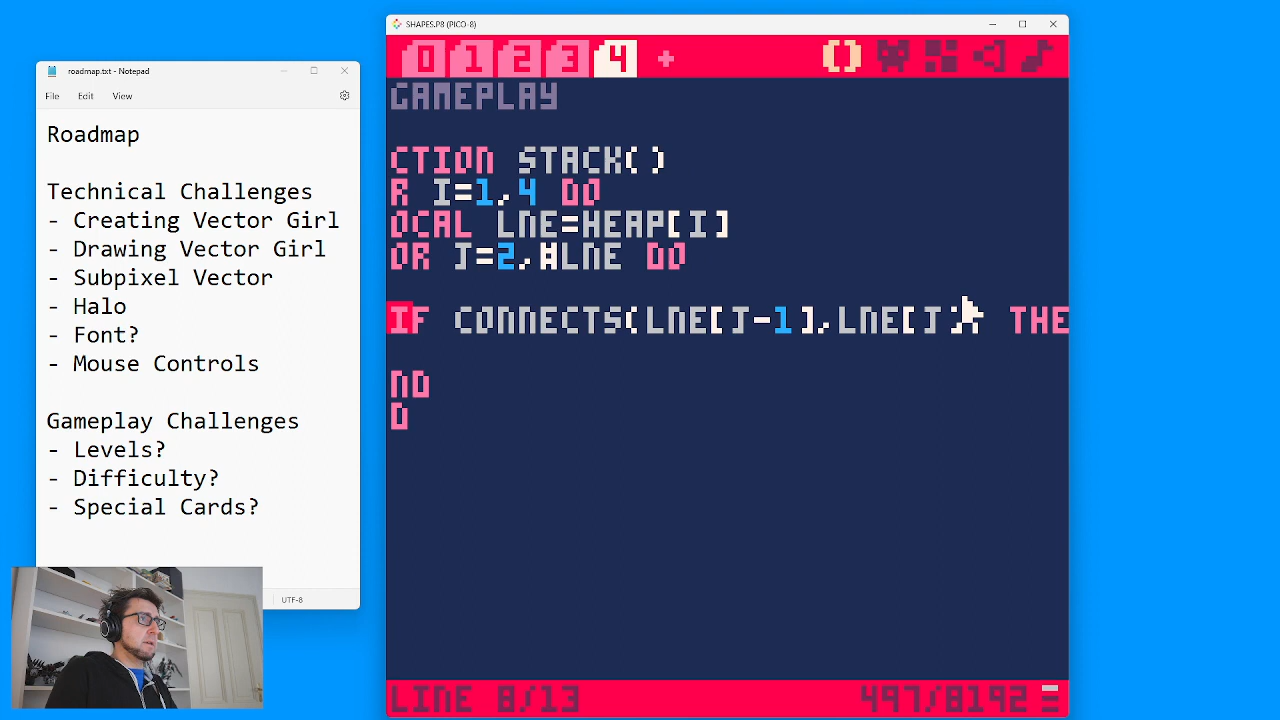 SHAPES.P8 (PICO-8)
0 1 2 3 4 +
GAMEPLAY
CTION STACK()
R I=1,4 DO
OCAL LNE=HEAP[I]
OR J=2,#LNE DO
IF CONNECTS(LNE[J-1],LNE[J THE
ND
D
LINE 8/13 497/8192
roadmap.txt - Notepad
File Edit View
Roadmap
Technical Challenges
- Creating Vector Girl
- Drawing Vector Girl
- Subpixel Vector
- Halo
- Font?
- Mouse Controls
Gameplay Challenges
- Levels?
- Difficulty?
- Special Cards?
UTF-8